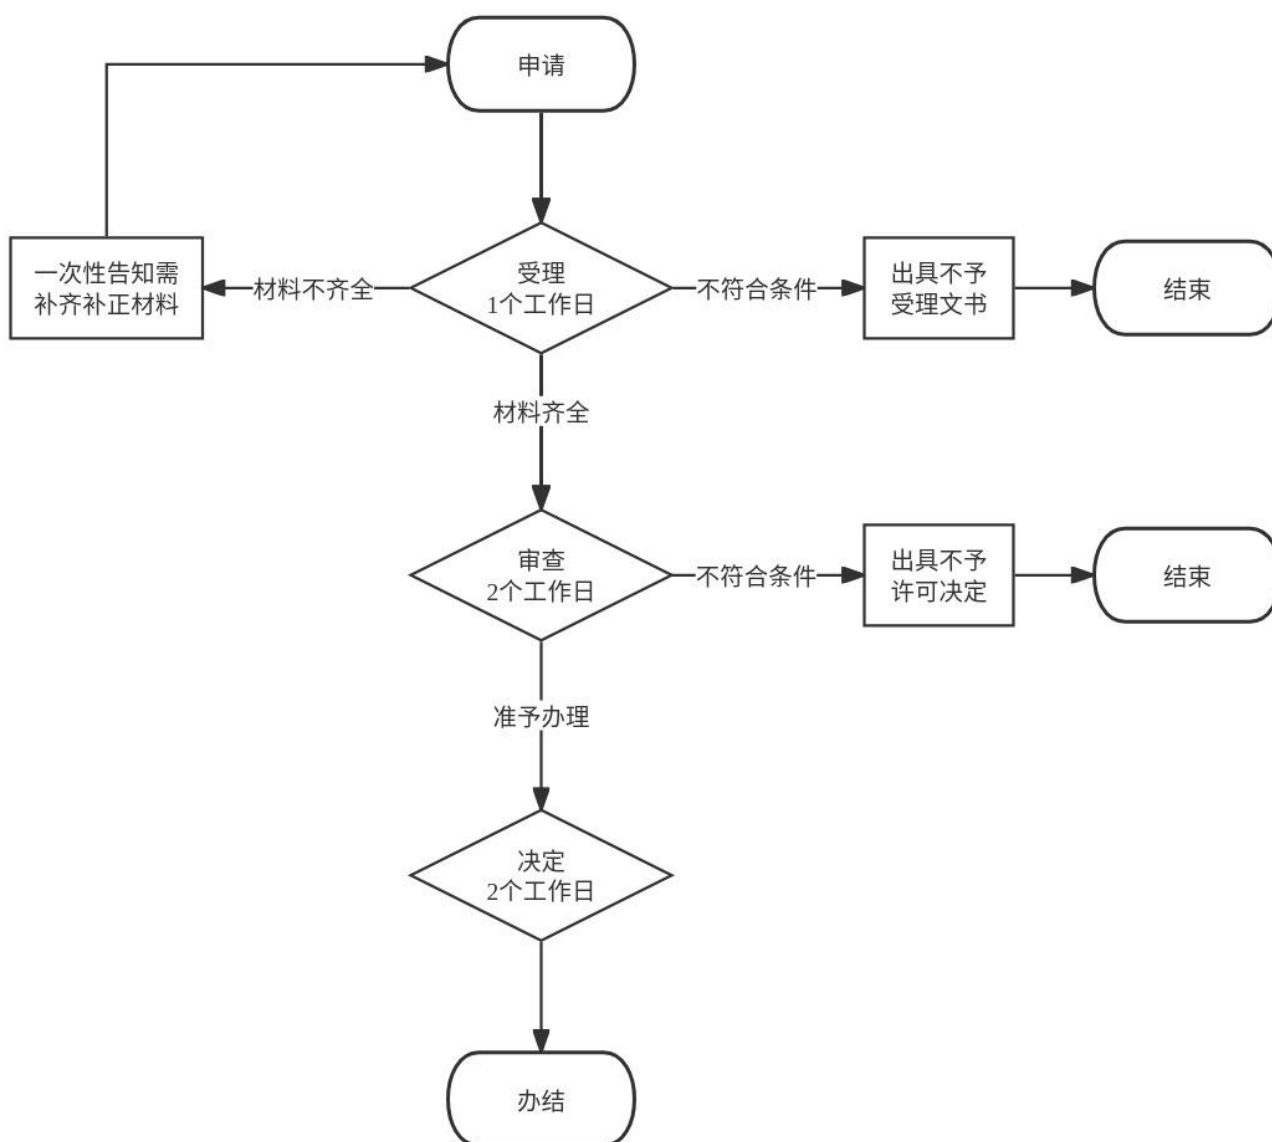 申请
一次性告知需
补齐补正材料
材料不齐全
受理
1个工作日
不符合条件
出具不予
受理文书
结束
材料齐全
审查
2个工作日
不符合条件
出具不予
许可决定
结束
准予办理
决定
2个工作日
办结